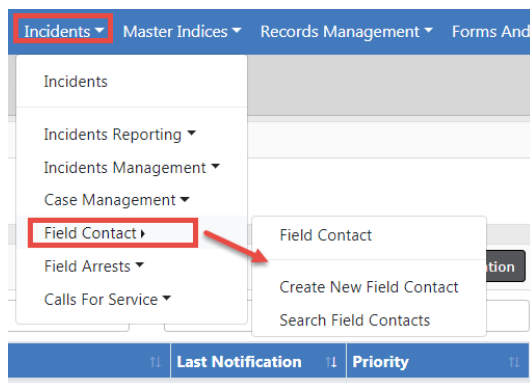 Incidents Master Indices Records Management Forms And
Incidents
Incidents Reporting
Incidents Management
Case Management
Field Contact
Field Arrests
Calls For Service
Field Contact
Create New Field Contact
Search Field Contacts
tion
Last Notification Priority